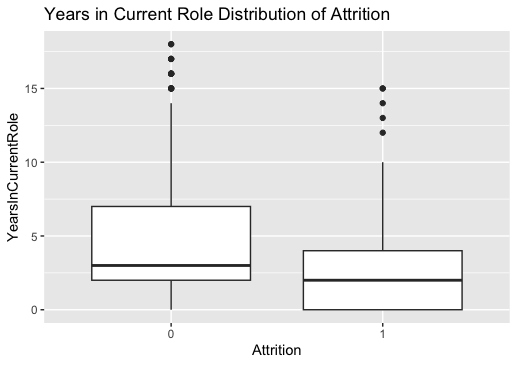 Years in Current Role Distribution of Attrition
YearsInCurrentRole
15
10
5
0
0
1
Attrition